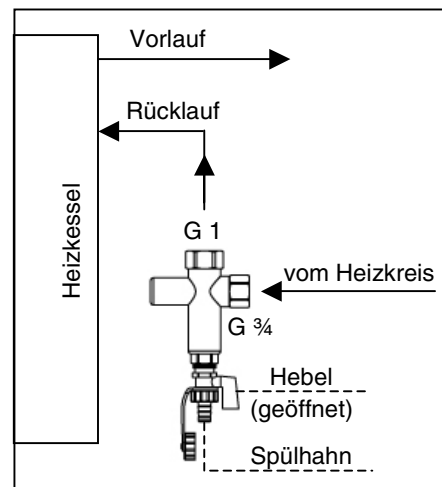 Vorlauf
Rücklauf
Heizkessel
G 1
vom Heizkreis
G ¾
Hebel
(geöffnet)
Spülhahn